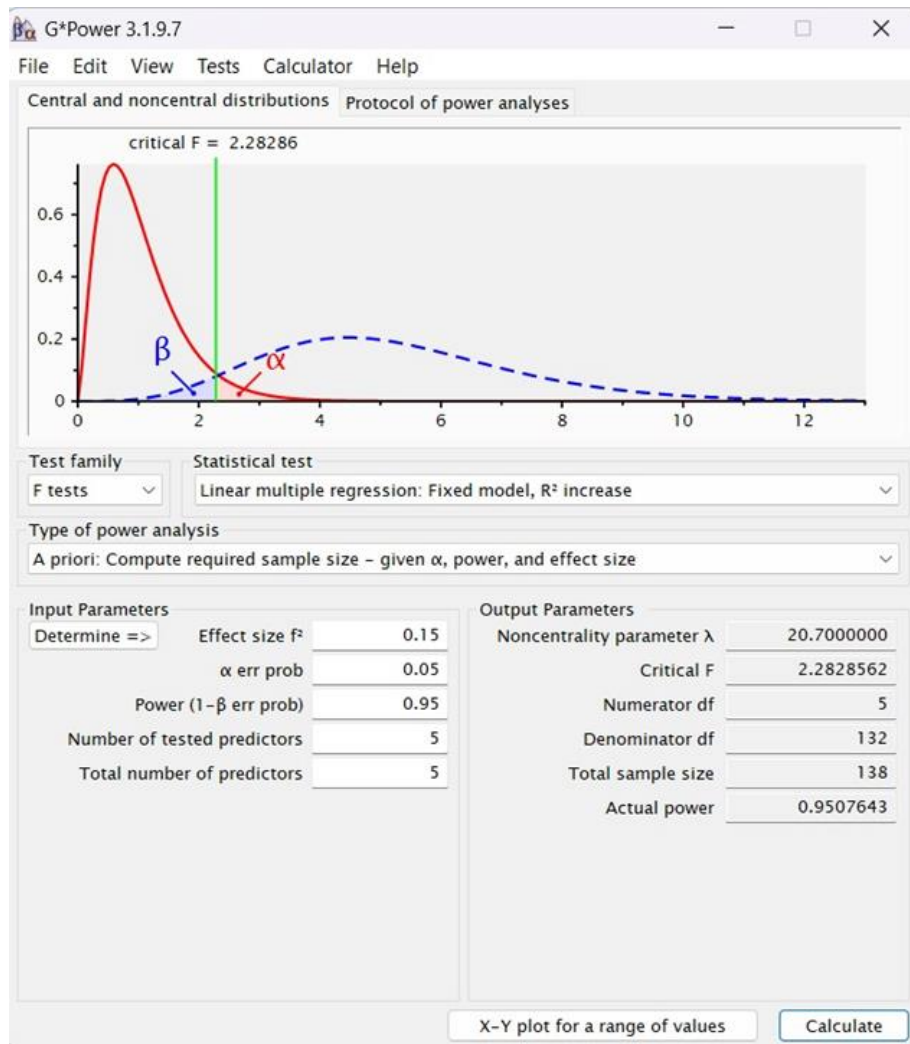 G*Power 3.1.9.7
File Edit View Tests Calculator Help
Central and noncentral distributions Protocol of power analyses
critical F = 2.28286
0.6
0.4
0.2
β α
0
0 2 4 6 8 10 12
Test family Statistical test
F tests Linear multiple regression: Fixed model, R² increase
Type of power analysis
A priori: Compute required sample size – given α, power, and effect size
Input Parameters Output Parameters
Determine => Effect size f² 0.15 Noncentrality parameter λ 20.7000000
α err prob 0.05 Critical F 2.2828562
Power (1–β err prob) 0.95 Numerator df 5
Number of tested predictors 5 Denominator df 132
Total number of predictors 5 Total sample size 138
Actual power 0.9507643
X–Y plot for a range of values Calculate